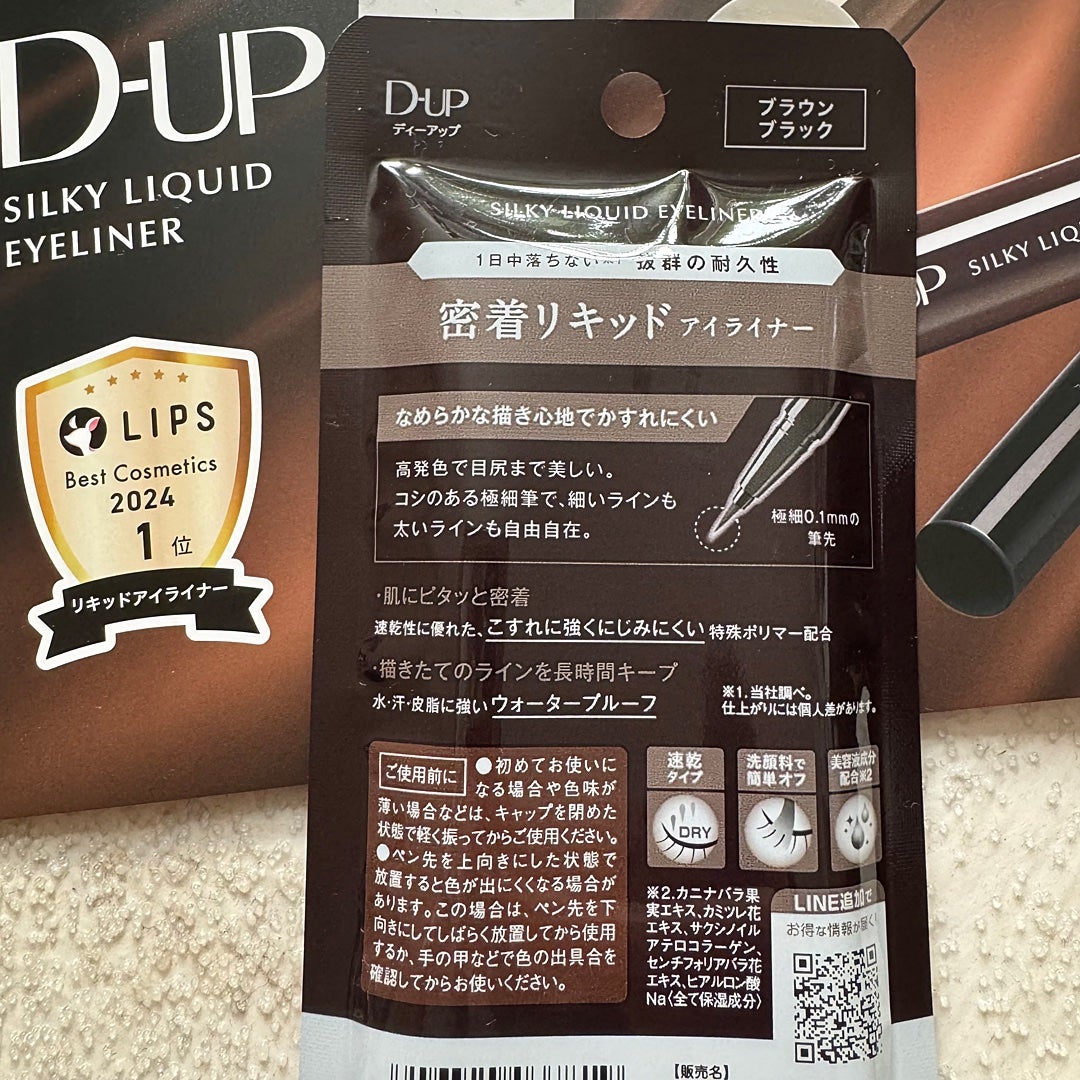 D-UP
SILKY LIQUID
EYELINER
LIPS
Best Cosmetics
2024
1位
リキッドアイライナー
D-UP
ディーアップ
ブラウン
ブラック
SILKY LIQUID EYELINER
1日中落ちない※1 抜群の耐久性
密着リキッド アイライナー
なめらかな描き心地でかすれにくい
高発色で目尻まで美しい。
コシのある極細筆で、細いラインも
太いラインも自由自在。
極細0.1mmの
筆先
・肌にピタッと密着
速乾性に優れた、こすれに強くにじみにくい 特殊ポリマー配合
・描きたてのラインを長時間キープ
水・汗・皮脂に強いウォータープルーフ
※1.当社調べ。
仕上がりには個人差があります。
ご使用前に
●初めてお使いに
なる場合や色味が
薄い場合などは、キャップを閉めた
状態で軽く振ってからご使用ください。
●ペン先を上向きにした状態で
放置すると色が出にくくなる場合が
あります。この場合は、ペン先を下
向きにしてしばらく放置してから使用
するか、手の甲などで色の出具合を
確認してからお使いください。
速乾
タイプ
DRY
洗顔料で
簡単オフ
美容液成分
配合※2
※2.カニナバラ果
実エキス、カミツレ花
エキス、サクシノイル
アテロコラーゲン、
センチフォリアバラ花
エキス、ヒアルロン酸
Na〈全て保湿成分〉
LINE追加で
お得な情報が届く!
【販売名】
SILKY LIQ